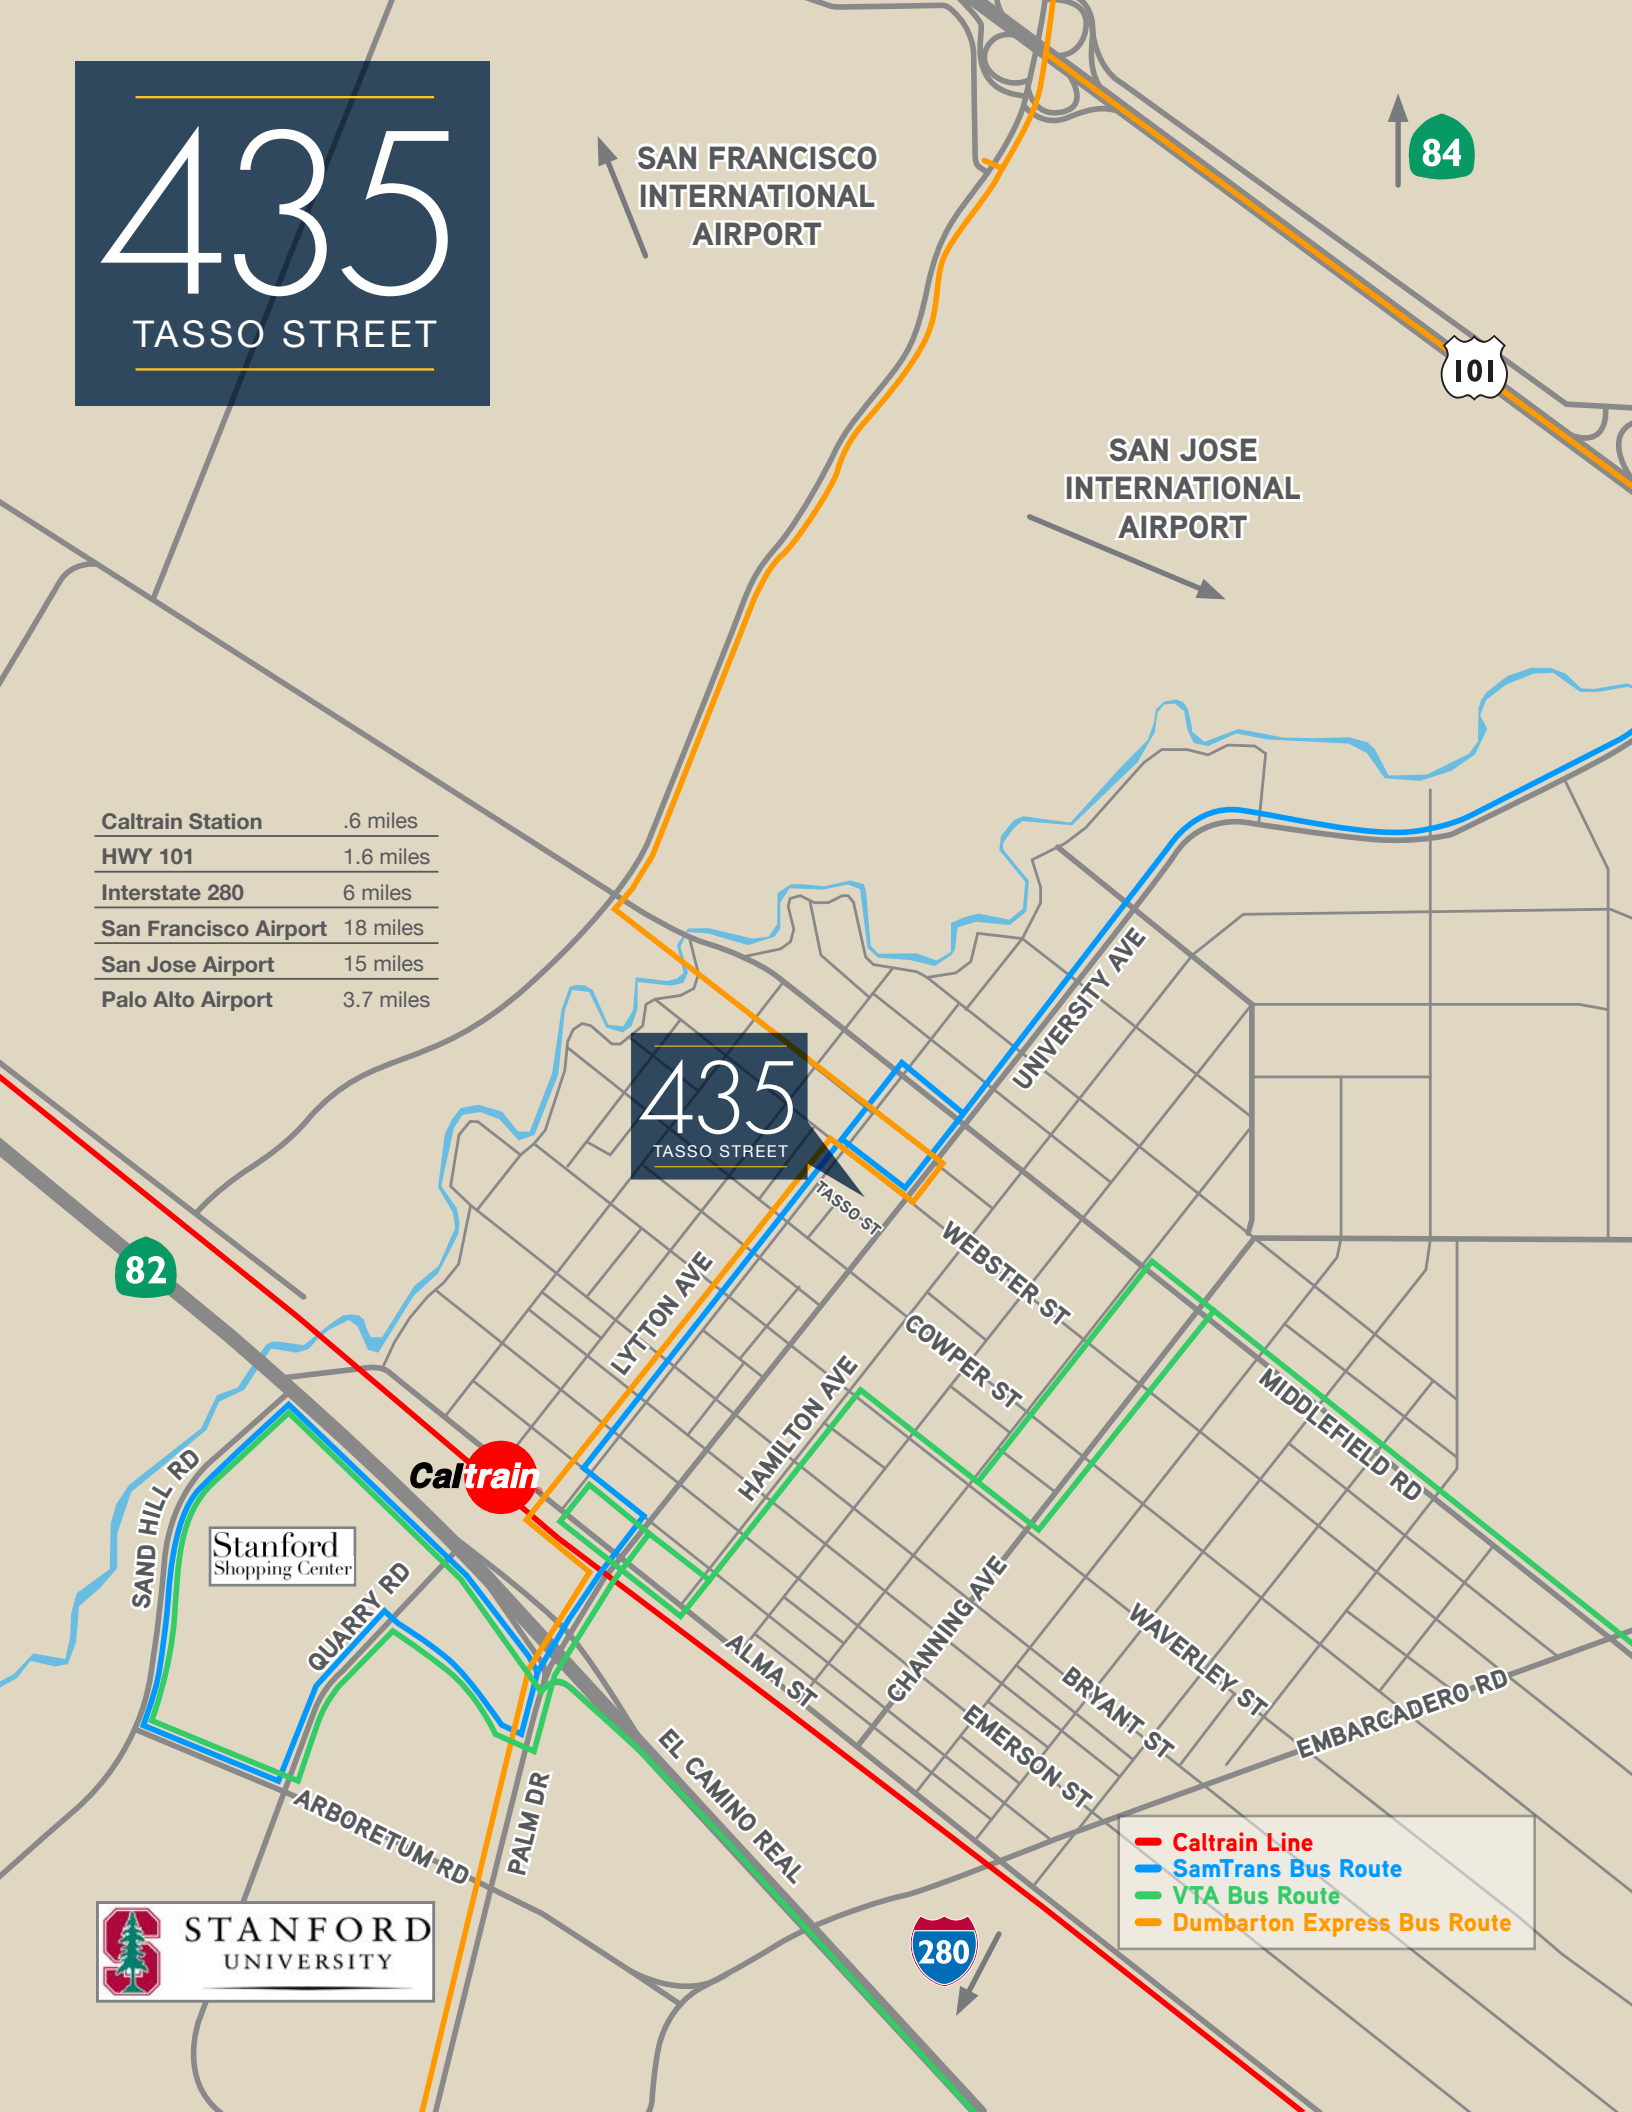 435
TASSO STREET
SAN FRANCISCO
INTERNATIONAL
AIRPORT
84
101
SAN JOSE
INTERNATIONAL
AIRPORT
Caltrain Station .6 miles
HWY 101 1.6 miles
Interstate 280 6 miles
San Francisco Airport 18 miles
San Jose Airport 15 miles
Palo Alto Airport 3.7 miles
UNIVERSITY AVE
435
TASSO STREET
TASSO ST
WEBSTER ST
82
LYTTON AVE
COWPER ST
HAMILTON AVE
MIDDLEFIELD RD
Caltrain
SAND HILL RD
Stanford
Shopping Center
QUARRY RD
CHANNING AVE
ALMA ST
WAVERLEY ST
BRYANT ST
EMERSON ST
EMBARCADERO RD
EL CAMINO REAL
PALM DR
ARBORETUM RD
STANFORD
UNIVERSITY
280
Caltrain Line
SamTrans Bus Route
VTA Bus Route
Dumbarton Express Bus Route